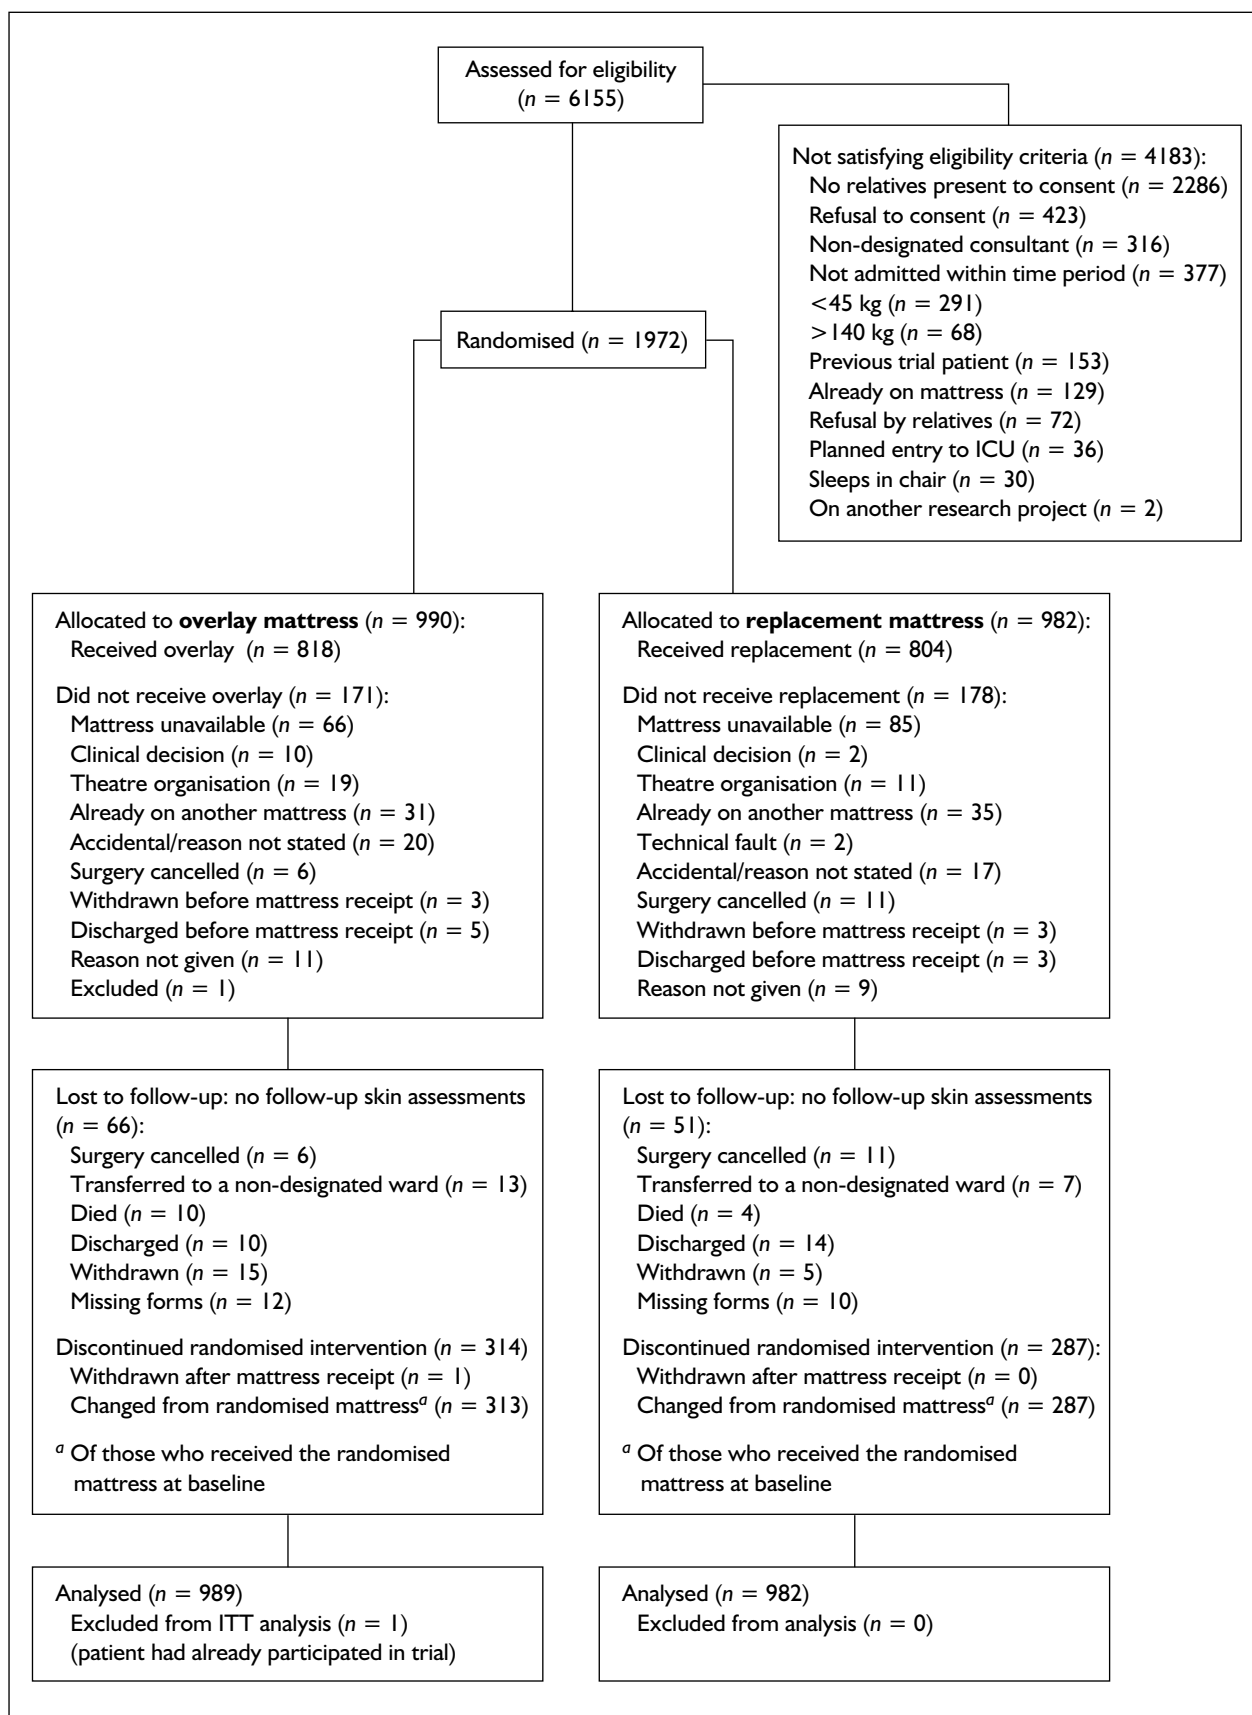 Assessed for eligibility
(n = 6155)
Not satisfying eligibility criteria (n = 4183):
No relatives present to consent (n = 2286)
Refusal to consent (n = 423)
Non-designated consultant (n = 316)
Not admitted within time period (n = 377)
<45 kg (n = 291)
>140 kg (n = 68)
Previous trial patient (n = 153)
Already on mattress (n = 129)
Refusal by relatives (n = 72)
Planned entry to ICU (n = 36)
Sleeps in chair (n = 30)
On another research project (n = 2)
Randomised (n = 1972)
Allocated to overlay mattress (n = 990):
Received overlay (n = 818)
Did not receive overlay (n = 171):
Mattress unavailable (n = 66)
Clinical decision (n = 10)
Theatre organisation (n = 19)
Already on another mattress (n = 31)
Accidental/reason not stated (n = 20)
Surgery cancelled (n = 6)
Withdrawn before mattress receipt (n = 3)
Discharged before mattress receipt (n = 5)
Reason not given (n = 11)
Excluded (n = 1)
Allocated to replacement mattress (n = 982):
Received replacement (n = 804)
Did not receive replacement (n = 178):
Mattress unavailable (n = 85)
Clinical decision (n = 2)
Theatre organisation (n = 11)
Already on another mattress (n = 35)
Technical fault (n = 2)
Accidental/reason not stated (n = 17)
Surgery cancelled (n = 11)
Withdrawn before mattress receipt (n = 3)
Discharged before mattress receipt (n = 3)
Reason not given (n = 9)
Lost to follow-up: no follow-up skin assessments
(n = 66):
Surgery cancelled (n = 6)
Transferred to a non-designated ward (n = 13)
Died (n = 10)
Discharged (n = 10)
Withdrawn (n = 15)
Missing forms (n = 12)
Discontinued randomised intervention (n = 314)
Withdrawn after mattress receipt (n = 1)
Changed from randomised mattress^a (n = 313)
^a Of those who received the randomised
mattress at baseline
Lost to follow-up: no follow-up skin assessments
(n = 51):
Surgery cancelled (n = 11)
Transferred to a non-designated ward (n = 7)
Died (n = 4)
Discharged (n = 14)
Withdrawn (n = 5)
Missing forms (n = 10)
Discontinued randomised intervention (n = 287):
Withdrawn after mattress receipt (n = 0)
Changed from randomised mattress^a (n = 287)
^a Of those who received the randomised
mattress at baseline
Analysed (n = 989)
Excluded from ITT analysis (n = 1)
(patient had already participated in trial)
Analysed (n = 982)
Excluded from analysis (n = 0)